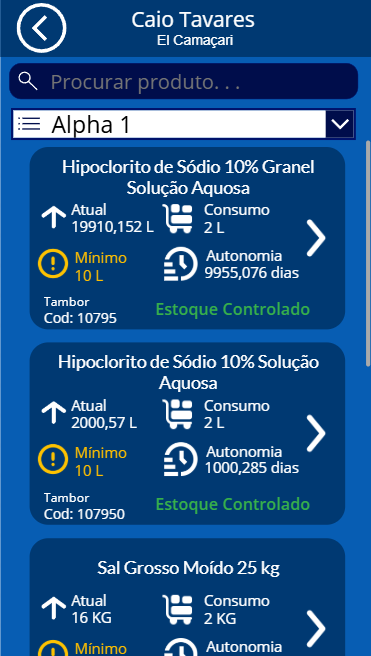 Caio Tavares
El Camaçari
Procurar produto. . .
Alpha 1
Hipoclorito de Sódio 10% Granel
Solução Aquosa
Atual
19910,152 L
Consumo
2 L
Mínimo
10 L
Autonomia
9955,076 dias
Tambor
Cod: 10795
Estoque Controlado
Hipoclorito de Sódio 10% Solução
Aquosa
Atual
2000,57 L
Consumo
2 L
Mínimo
10 L
Autonomia
1000,285 dias
Tambor
Cod: 107950
Estoque Controlado
Sal Grosso Moído 25 kg
Atual
16 KG
Consumo
2 KG
Mínimo
Autonomia